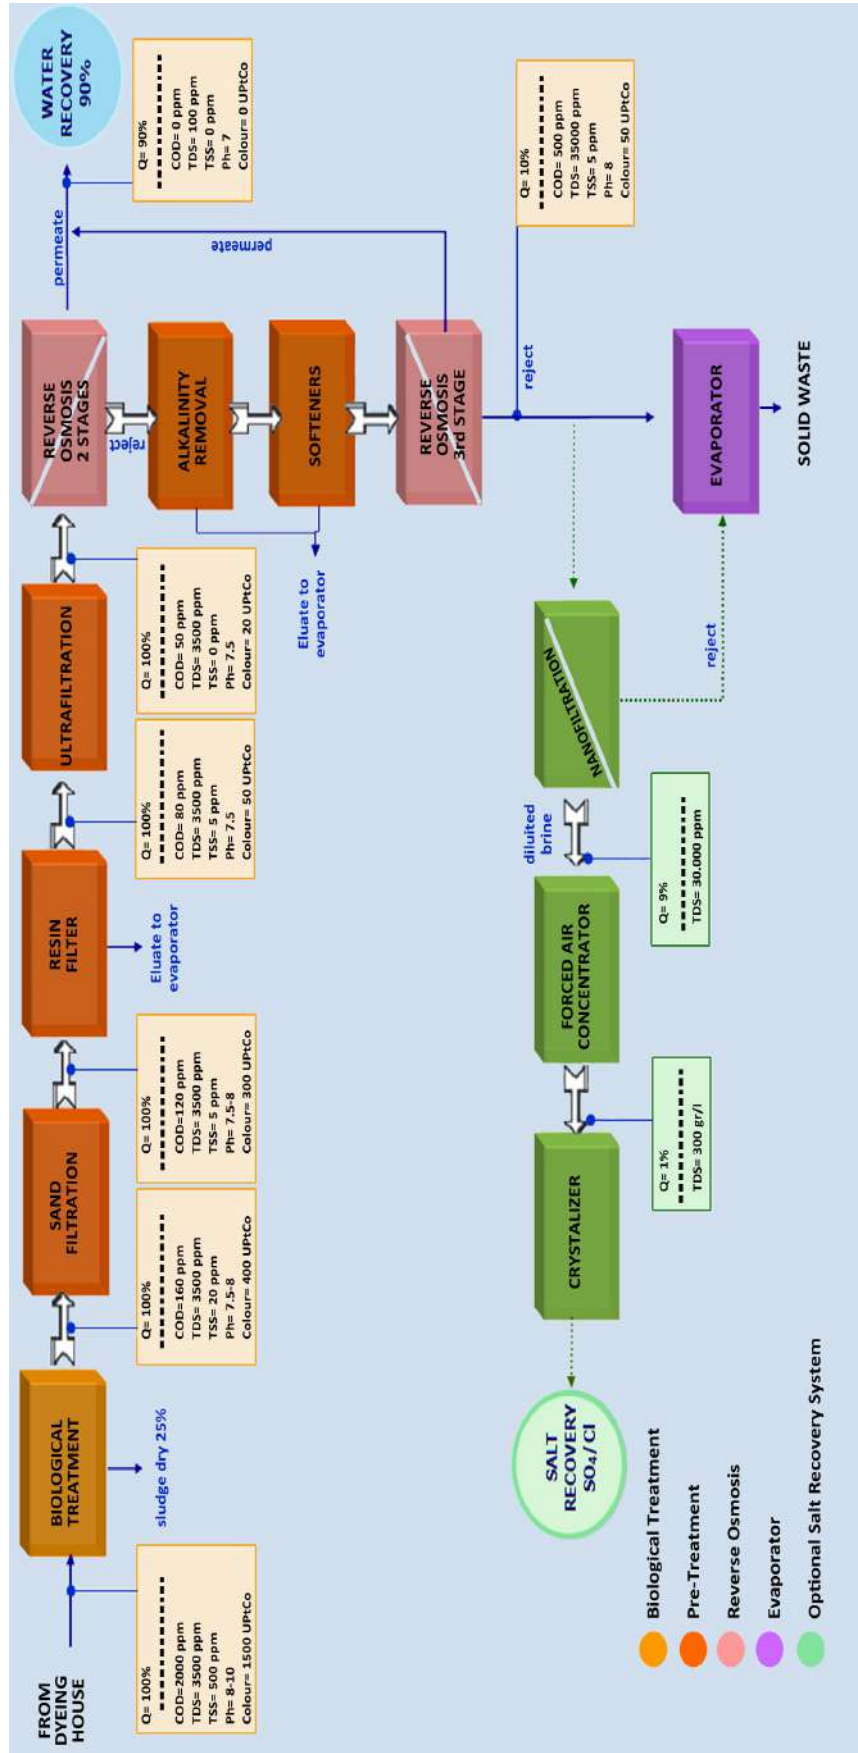 FROM
DYEING
HOUSE
Q= 100%
COD=2000 ppm
TDS= 3500 ppm
TSS= 500 ppm
Ph= 8-10
Colour= 1500 UPtCo
BIOLOGICAL
TREATMENT
sludge dry 25%
Q= 100%
COD=160 ppm
TDS= 3500 ppm
TSS= 20 ppm
Ph= 7.5-8
Colour= 400 UPtCo
SAND
FILTRATION
Q= 100%
COD=120 ppm
TDS= 3500 ppm
TSS= 5 ppm
Ph= 7.5-8
Colour= 300 UPtCo
RESIN
FILTER
Eluate to
evaporator
Q= 100%
COD= 80 ppm
TDS= 3500 ppm
TSS= 5 ppm
Ph= 7.5
Colour= 50 UPtCo
ULTRAFILTRATION
Q= 100%
COD= 50 ppm
TDS= 3500 ppm
TSS= 0 ppm
Ph= 7.5
Colour= 20 UPtCo
REVERSE
OSMOSIS
2 STAGES
permeate
WATER
RECOVERY
90%
Q= 90%
COD= 0 ppm
TDS= 100 ppm
TSS= 0 ppm
Ph= 7
Colour= 0 UPtCo
reject
ALKALINITY
REMOVAL
SOFTENERS
Eluate to
evaporator
REVERSE
OSMOSIS
3rd STAGE
permeate
reject
Q= 10%
COD= 500 ppm
TDS= 35000 ppm
TSS= 5 ppm
Ph= 8
Colour= 50 UPtCo
EVAPORATOR
SOLID WASTE
NANOFILTRATION
reject
diluited
brine
Q= 9%
TDS= 30.000 ppm
FORCED AIR
CONCENTRATOR
Q= 1%
TDS= 300 gr/l
CRYSTALIZER
SALT
RECOVERY
SO₄/Cl
Biological Treatment
Pre-Treatment
Reverse Osmosis
Evaporator
Optional Salt Recovery System